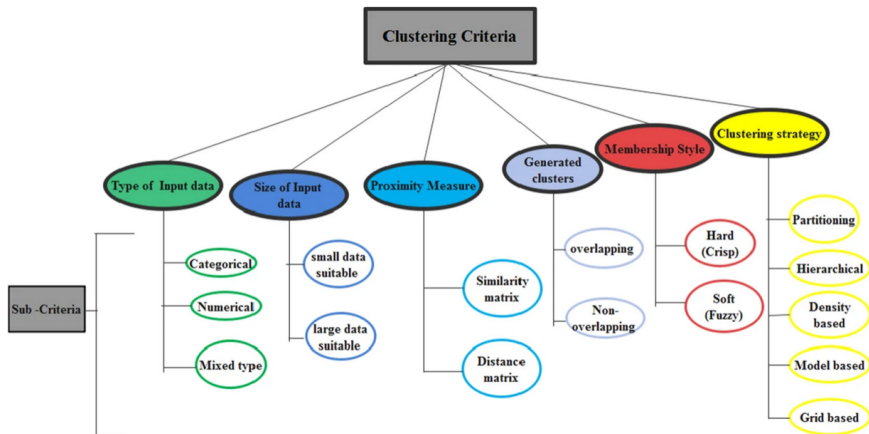 Clustering Criteria
Type of Input data
Size of Input
data
Proximity Measure
Generated
clusters
Membership Style
Clustering strategy
Sub -Criteria
Categorical
Numerical
Mixed type
small data
suitable
large data
suitable
Similarity
matrix
Distance
matrix
overlapping
Non-
overlapping
Hard
(Crisp)
Soft
(Fuzzy)
Partitioning
Hierarchical
Density
based
Model based
Grid based